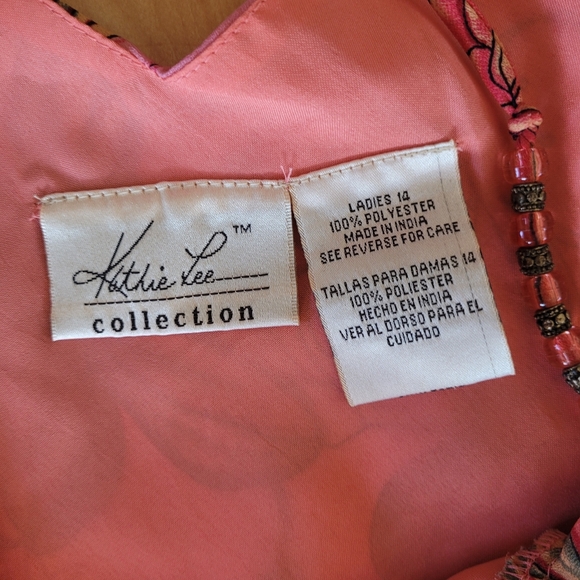 Kathie Lee™
collection
LADIES 14
100% POLYESTER
MADE IN INDIA
SEE REVERSE FOR CARE
TALLAS PARA DAMAS 14
100% POLIESTER
HECHO EN INDIA
VER AL DORSO PARA EL
CUIDADO